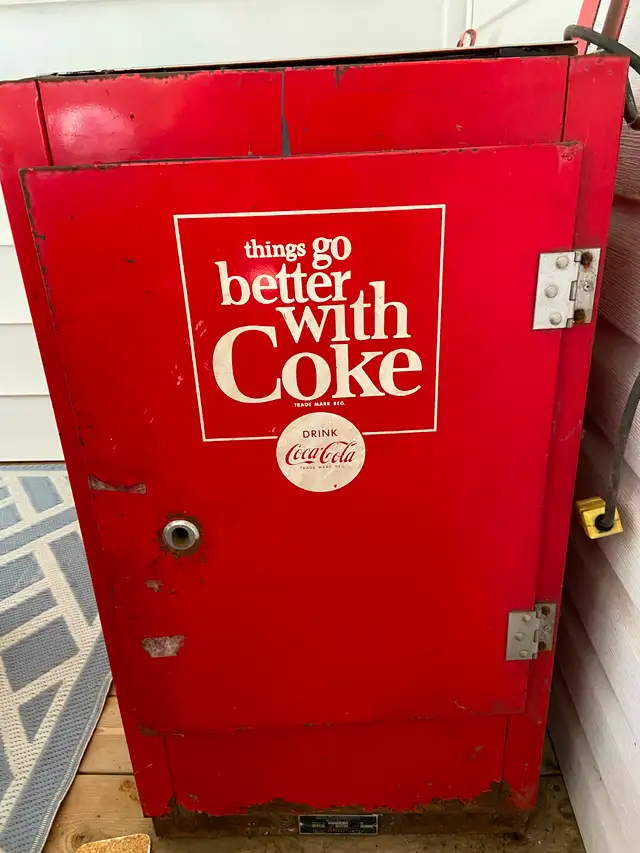 things go
better
with
Coke
TRADE MARK REG.
DRINK
Coca-Cola
TRADE MARK REG.